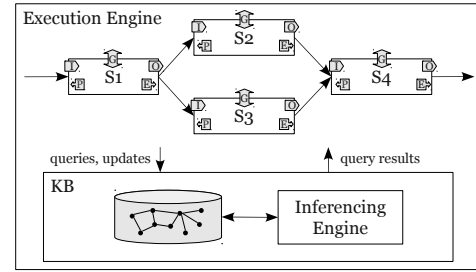 Execution Engine
I G O
S2
P E
I G O
S1
P E
I G O
S4
P E
I G O
S3
P E
queries, updates
query results
KB
Inferencing
Engine